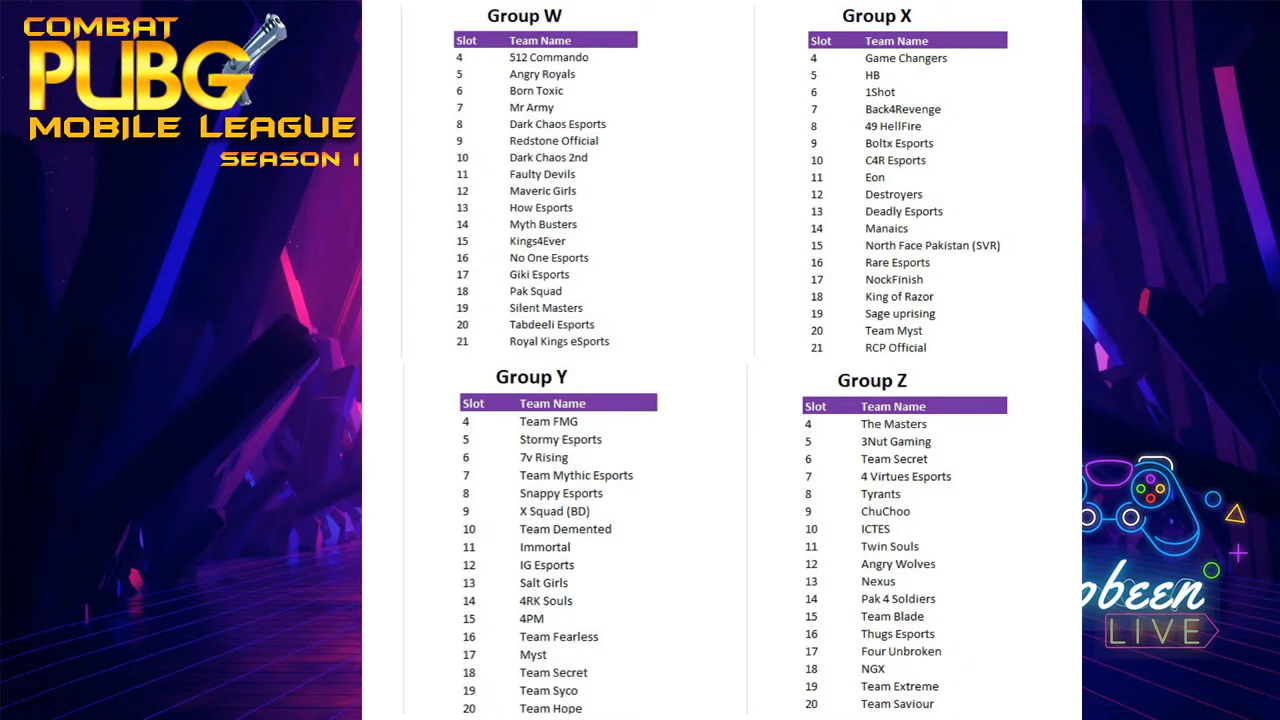 COMBAT
PUBG
MOBILE LEAGUE
SEASON 1
Group W
Slot Team Name
4 512 Commando
5 Angry Royals
6 Born Toxic
7 Mr Army
8 Dark Chaos Esports
9 Redstone Official
10 Dark Chaos 2nd
11 Faulty Devils
12 Maveric Girls
13 How Esports
14 Myth Busters
15 Kings4Ever
16 No One Esports
17 Giki Esports
18 Pak Squad
19 Silent Masters
20 Tabdeeli Esports
21 Royal Kings eSports
Group X
Slot Team Name
4 Game Changers
5 HB
6 1Shot
7 Back4Revenge
8 49 HellFire
9 Boltx Esports
10 C4R Esports
11 Eon
12 Destroyers
13 Deadly Esports
14 Manaics
15 North Face Pakistan (SVR)
16 Rare Esports
17 NockFinish
18 King of Razor
19 Sage uprising
20 Team Myst
21 RCP Official
Group Y
Slot Team Name
4 Team FMG
5 Stormy Esports
6 7v Rising
7 Team Mythic Esports
8 Snappy Esports
9 X Squad (BD)
10 Team Demented
11 Immortal
12 IG Esports
13 Salt Girls
14 4RK Souls
15 4PM
16 Team Fearless
17 Myst
18 Team Secret
19 Team Syco
20 Team Hope
Group Z
Slot Team Name
4 The Masters
5 3Nut Gaming
6 Team Secret
7 4 Virtues Esports
8 Tyrants
9 ChuChoo
10 ICTES
11 Twin Souls
12 Angry Wolves
13 Nexus
14 Pak 4 Soldiers
15 Team Blade
16 Thugs Esports
17 Four Unbroken
18 NGX
19 Team Extreme
20 Team Saviour
obeen
LIVE